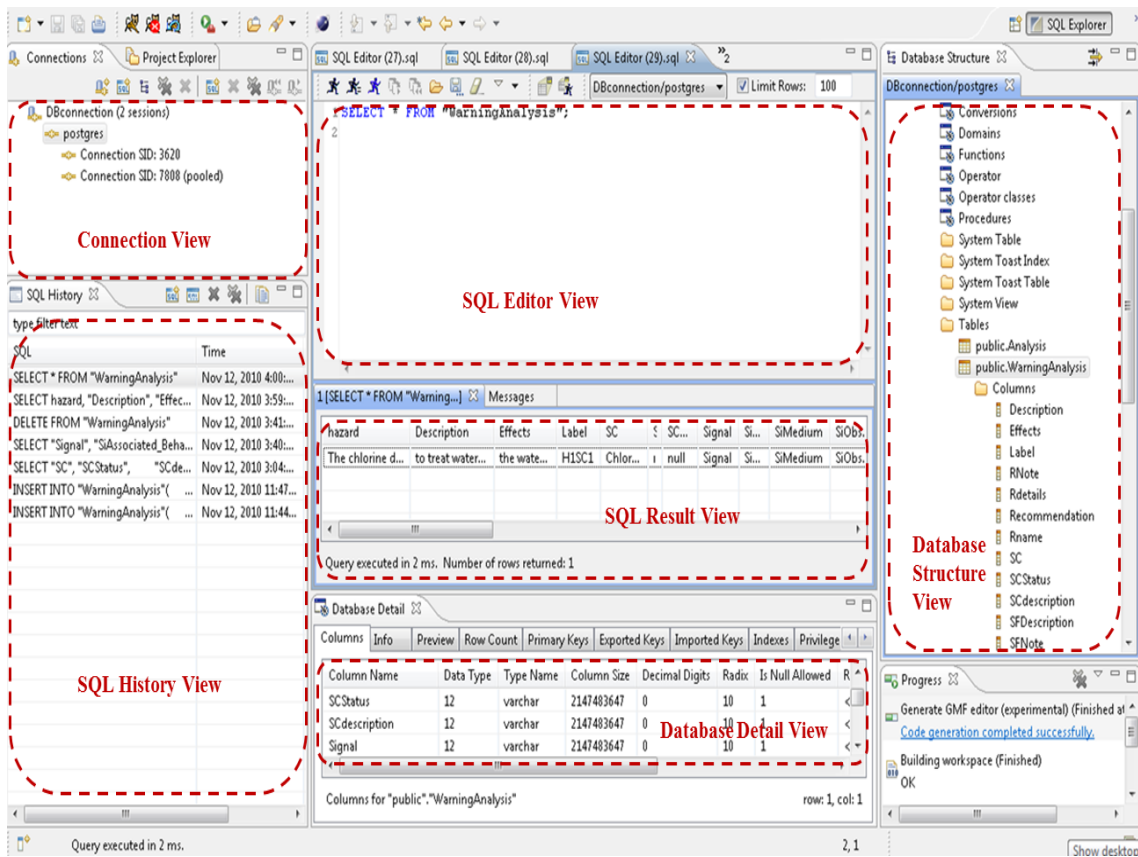 SQL Explorer
Connections
Project Explorer
DBconnection (2 sessions)
postgres
Connection SID: 3620
Connection SID: 7808 (pooled)
Connection View
SQL History
type filter text
SQL Time
SELECT * FROM "WarningAnalysis" Nov 12, 2010 4:00:...
SELECT hazard, "Description", "Effec... Nov 12, 2010 3:59:...
DELETE FROM "WarningAnalysis" Nov 12, 2010 3:41:...
SELECT "Signal", "SiAssociated_Beha... Nov 12, 2010 3:40:...
SELECT "SC", "SCStatus", "SCde... Nov 12, 2010 3:04:...
INSERT INTO "WarningAnalysis"( ... Nov 12, 2010 11:47...
INSERT INTO "WarningAnalysis"( ... Nov 12, 2010 11:44...
SQL History View
SQL Editor (27).sql
SQL Editor (28).sql
SQL Editor (29).sql
»2
DBconnection/postgres
Limit Rows: 100
1 SELECT * FROM "WarningAnalysis";
2
SQL Editor View
1 [SELECT * FROM "Warning...]
Messages
hazard Description Effects Label SC S SC... Signal Si... SiMedium SiObs.
The chlorine d... to treat water... the wate... H1SC1 Chlor... null Signal Si... SiMedium SiObs.
SQL Result View
Query executed in 2 ms. Number of rows returned: 1
Database Detail
Columns Info Preview Row Count Primary Keys Exported Keys Imported Keys Indexes Privilege
Column Name Data Type Type Name Column Size Decimal Digits Radix Is Null Allowed R
SCStatus 12 varchar 2147483647 0 10 1 <
SCdescription 12 varchar 2147483647 0 10 1 <
Signal 12 varchar 2147483647 0 10 1 <
Database Detail View
Columns for "public"."WarningAnalysis"
row: 1, col: 1
Database Structure
DBconnection/postgres
Conversions
Domains
Functions
Operator
Operator classes
Procedures
System Table
System Toast Index
System Toast Table
System View
Tables
public.Analysis
public.WarningAnalysis
Columns
Description
Effects
Label
RNote
Rdetails
Recommendation
Rname
SC
SCStatus
SCdescription
SFDescription
SFNote
Database
Structure
View
Progress
Generate GMF editor (experimental) (Finished at
Code generation completed successfully.
Building workspace (Finished)
OK
Query executed in 2 ms.
2, 1
Show desktop